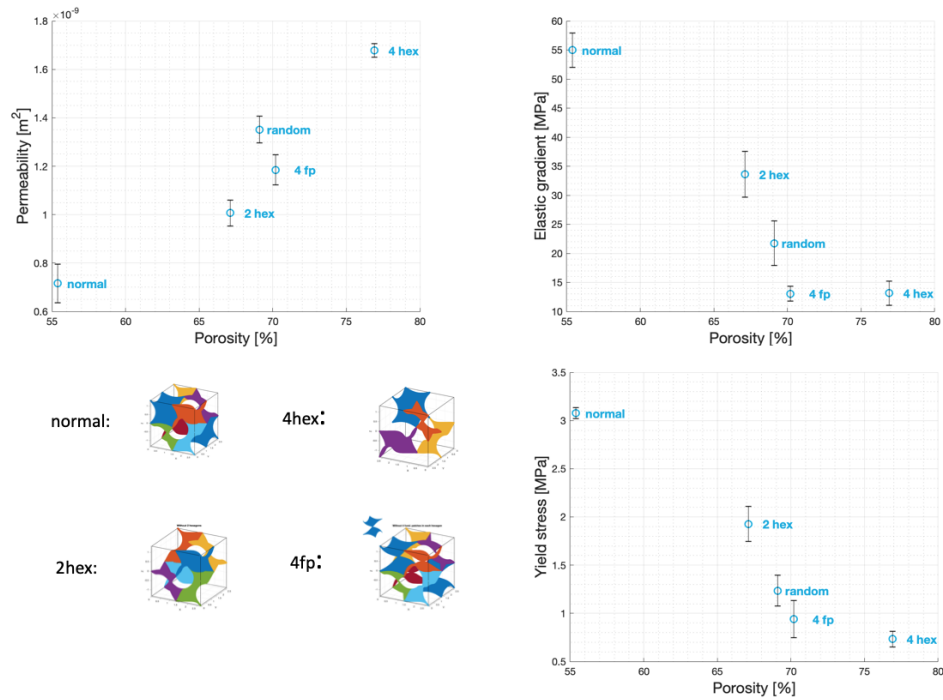 1.8
1.6
1.4
1.2
1
0.8
0.6
Permeability [m²]
×10⁻⁹
4 hex
random
4 fp
2 hex
normal
55 60 65 70 75 80
Porosity [%]
60
55
50
45
40
35
30
25
20
15
10
Elastic gradient [MPa]
normal
2 hex
random
4 fp
4 hex
55 60 65 70 75 80
Porosity [%]
normal:
4hex:
2hex:
4fp:
3.5
3
2.5
2
1.5
1
0.5
Yield stress [MPa]
normal
2 hex
random
4 fp
4 hex
55 60 65 70 75 80
Porosity [%]